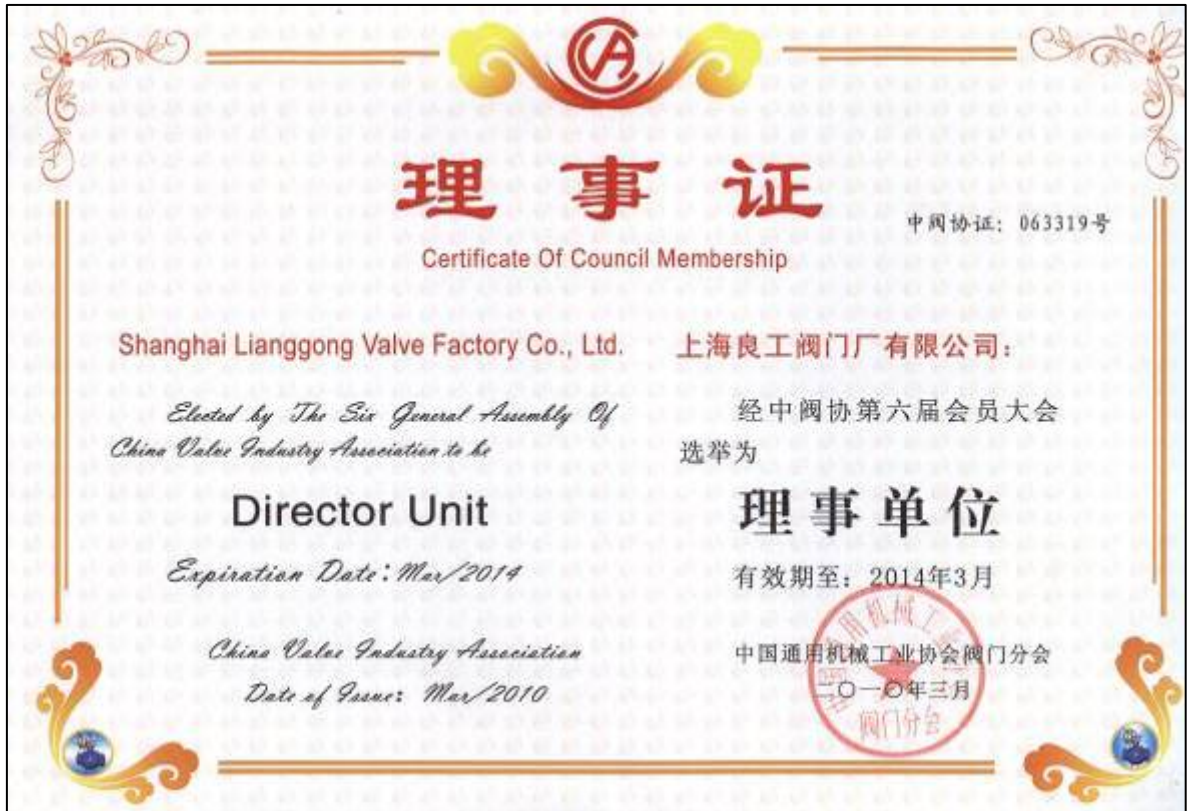 理事证
中阀协证：063319号
Certificate Of Council Membership
Shanghai Lianggong Valve Factory Co., Ltd.
上海良工阀门厂有限公司：
Elected by The Six General Assembly Of
China Valve Industry Association to be
Director Unit
Expiration Date：Mar/2014
China Valve Industry Association
Date of Issue：Mar/2010
经中阀协第六届会员大会
选举为
理事单位
有效期至：2014年3月
中国通用机械工业协会阀门分会
二〇一〇年三月
阀门分会